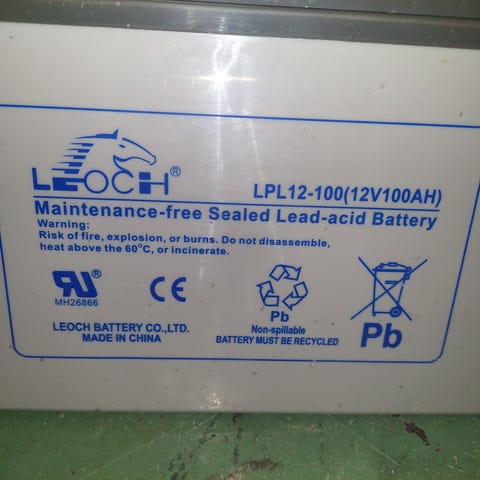 LEOCH®
LPL12-100(12V100AH)
Maintenance-free Sealed Lead-acid Battery
Warning:
Risk of fire, explosion, or burns. Do not disassemble,
heat above the 60°C, or incinerate.
RU®
MH26866
CE
Pb
Non-spillable
BATTERY MUST BE RECYCLED
Pb
LEOCH BATTERY CO.,LTD.
MADE IN CHINA